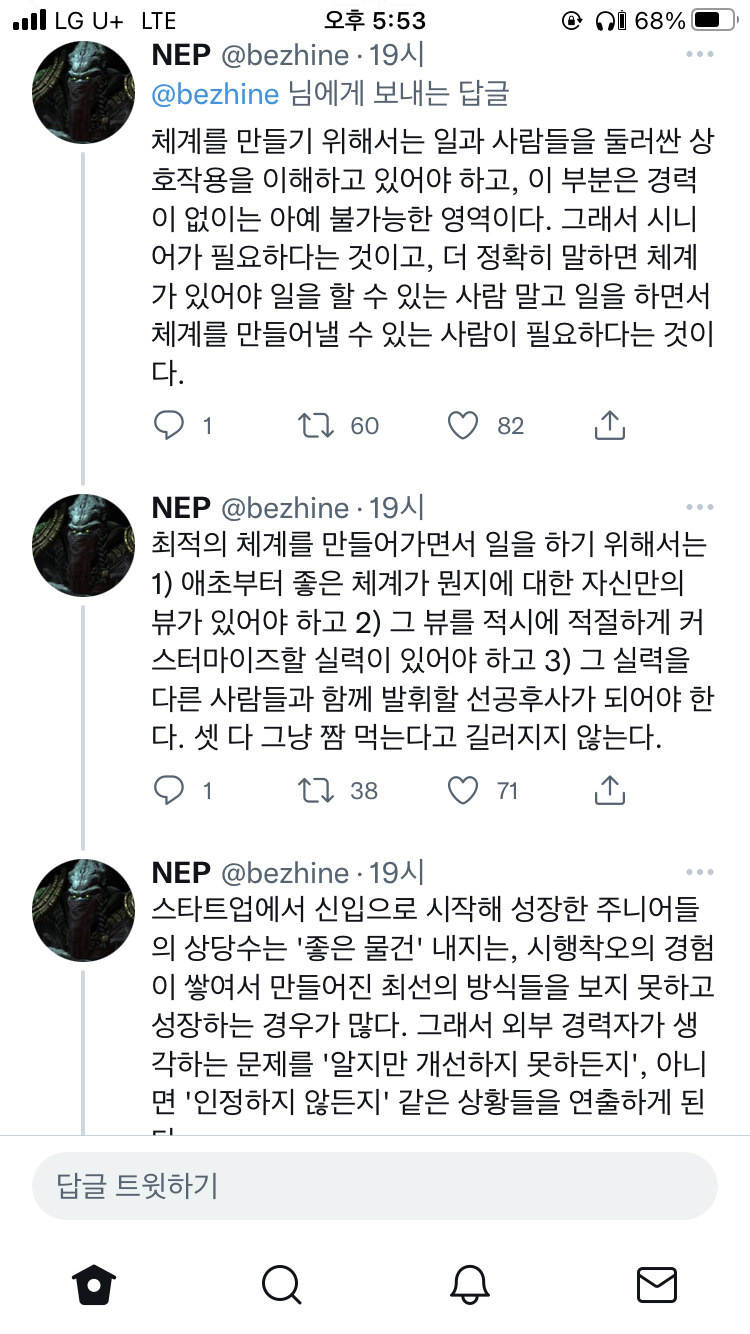 LG U+ LTE 오후 5:53 68%
NEP @bezhine · 19시
@bezhine 님에게 보내는 답글
체계를 만들기 위해서는 일과 사람들을 둘러싼 상
호작용을 이해하고 있어야 하고, 이 부분은 경력
이 없이는 아예 불가능한 영역이다. 그래서 시니
어가 필요하다는 것이고, 더 정확히 말하면 체계
가 있어야 일을 할 수 있는 사람 말고 일을 하면서
체계를 만들어낼 수 있는 사람이 필요하다는 것이
다.
1 60 82
NEP @bezhine · 19시
최적의 체계를 만들어가면서 일을 하기 위해서는
1) 애초부터 좋은 체계가 뭔지에 대한 자신만의
뷰가 있어야 하고 2) 그 뷰를 적시에 적절하게 커
스터마이즈할 실력이 있어야 하고 3) 그 실력을
다른 사람들과 함께 발휘할 선공후사가 되어야 한
다. 셋 다 그냥 짬 먹는다고 길러지지 않는다.
1 38 71
NEP @bezhine · 19시
스타트업에서 신입으로 시작해 성장한 주니어들
의 상당수는 '좋은 물건' 내지는, 시행착오의 경험
이 쌓여서 만들어진 최선의 방식들을 보지 못하고
성장하는 경우가 많다. 그래서 외부 경력자가 생
각하는 문제를 '알지만 개선하지 못하든지', 아니
면 '인정하지 않든지' 같은 상황들을 연출하게 된
답글 트윗하기